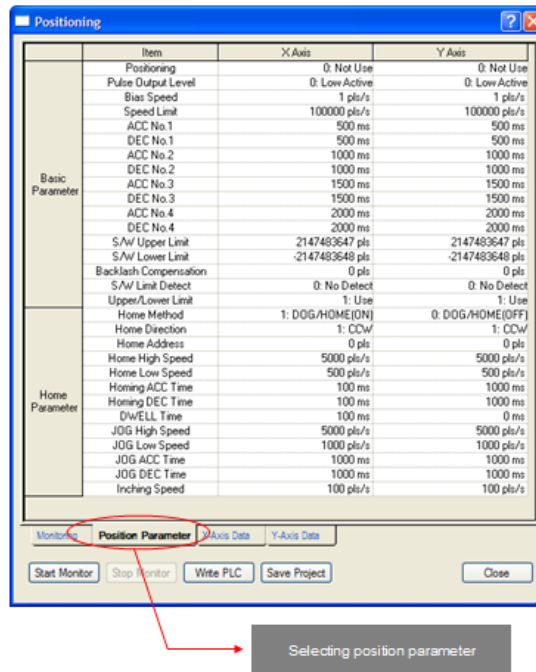 Positioning
Item X Axis Y Axis
Basic Parameter
Positioning 0: Not Use 0: Not Use
Pulse Output Level 0: Low Active 0: Low Active
Bias Speed 1 pls/s 1 pls/s
Speed Limit 100000 pls/s 100000 pls/s
ACC No.1 500 ms 500 ms
DEC No.1 500 ms 500 ms
ACC No.2 1000 ms 1000 ms
DEC No.2 1000 ms 1000 ms
ACC No.3 1500 ms 1500 ms
DEC No.3 1500 ms 1500 ms
ACC No.4 2000 ms 2000 ms
DEC No.4 2000 ms 2000 ms
S/W Upper Limit 2147483647 pls 2147483647 pls
S/W Lower Limit -2147483648 pls -2147483648 pls
Backlash Compensation 0 pls 0 pls
S/W Limit Detect 0: No Detect 0: No Detect
Upper/Lower Limit 1: Use 1: Use
Home Parameter
Home Method 1: DOG/HOME(ON) 0: DOG/HOME(OFF)
Home Direction 1: CCW 1: CCW
Home Address 0 pls 0 pls
Home High Speed 5000 pls/s 5000 pls/s
Home Low Speed 500 pls/s 500 pls/s
Homing ACC Time 100 ms 1000 ms
Homing DEC Time 100 ms 1000 ms
DWELL Time 100 ms 0 ms
JOG High Speed 5000 pls/s 5000 pls/s
JOG Low Speed 1000 pls/s 1000 pls/s
JOG ACC Time 1000 ms 1000 ms
JOG DEC Time 1000 ms 1000 ms
Inching Speed 100 pls/s 100 pls/s
Monitoring Position Parameter X-Axis Data Y-Axis Data
Start Monitor Stop Monitor Write PLC Save Project Close
Selecting position parameter